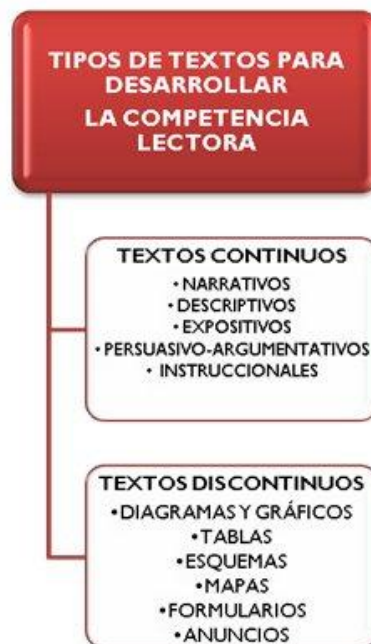 TIPOS DE TEXTOS PARA
DESARROLLAR
LA COMPETENCIA
LECTORA
TEXTOS CONTINUOS
• NARRATIVOS
• DESCRIPTIVOS
• EXPOSITIVOS
• PERSUASIVO-ARGUMENTATIVOS
• INSTRUCCIONALES
TEXTOS DISCONTINUOS
• DIAGRAMAS Y GRÁFICOS
• TABLAS
• ESQUEMAS
• MAPAS
• FORMULARIOS
• ANUNCIOS